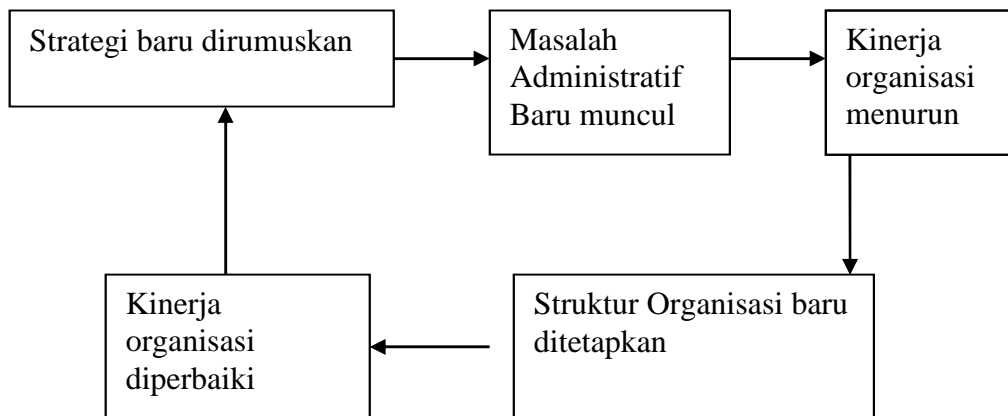 Strategi baru dirumuskan
Masalah
Administratif
Baru muncul
Kinerja
organisasi
menurun
Struktur Organisasi baru
ditetapkan
Kinerja
organisasi
diperbaiki